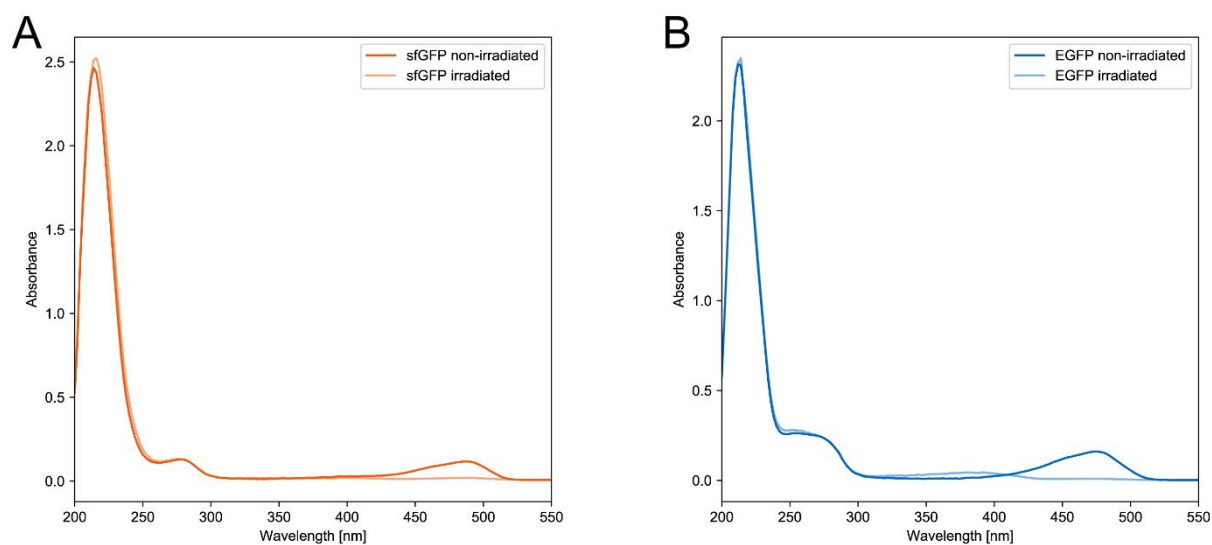 A
sfGFP non-irradiated
sfGFP irradiated
Absorbance
2.5
2.0
1.5
1.0
0.5
0.0
200 250 300 350 400 450 500 550
Wavelength [nm]
B
EGFP non-irradiated
EGFP irradiated
Absorbance
2.0
1.5
1.0
0.5
0.0
200 250 300 350 400 450 500 550
Wavelength [nm]